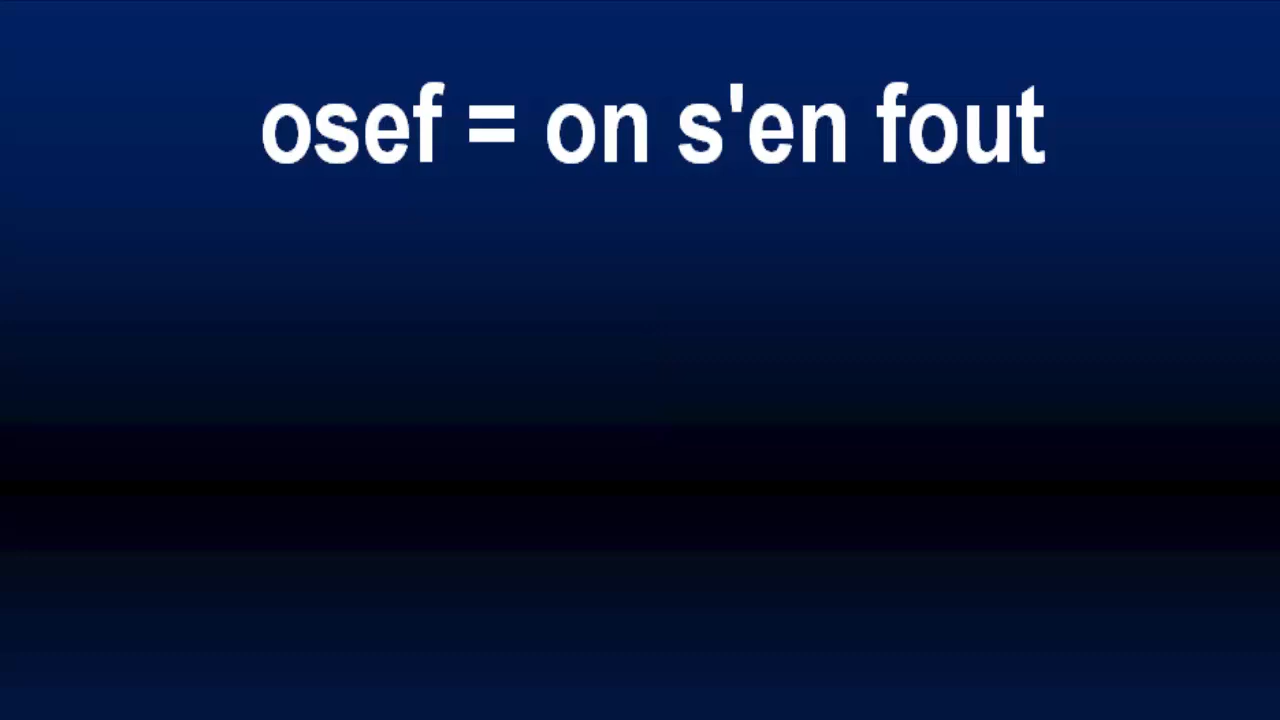 osef = on s'en fout